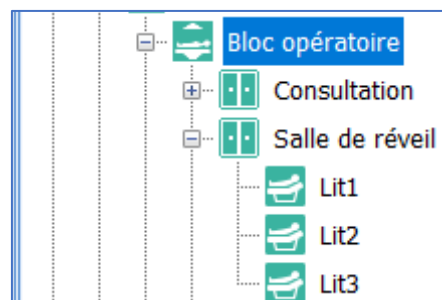 Bloc opératoire
Consultation
Salle de réveil
Lit1
Lit2
Lit3